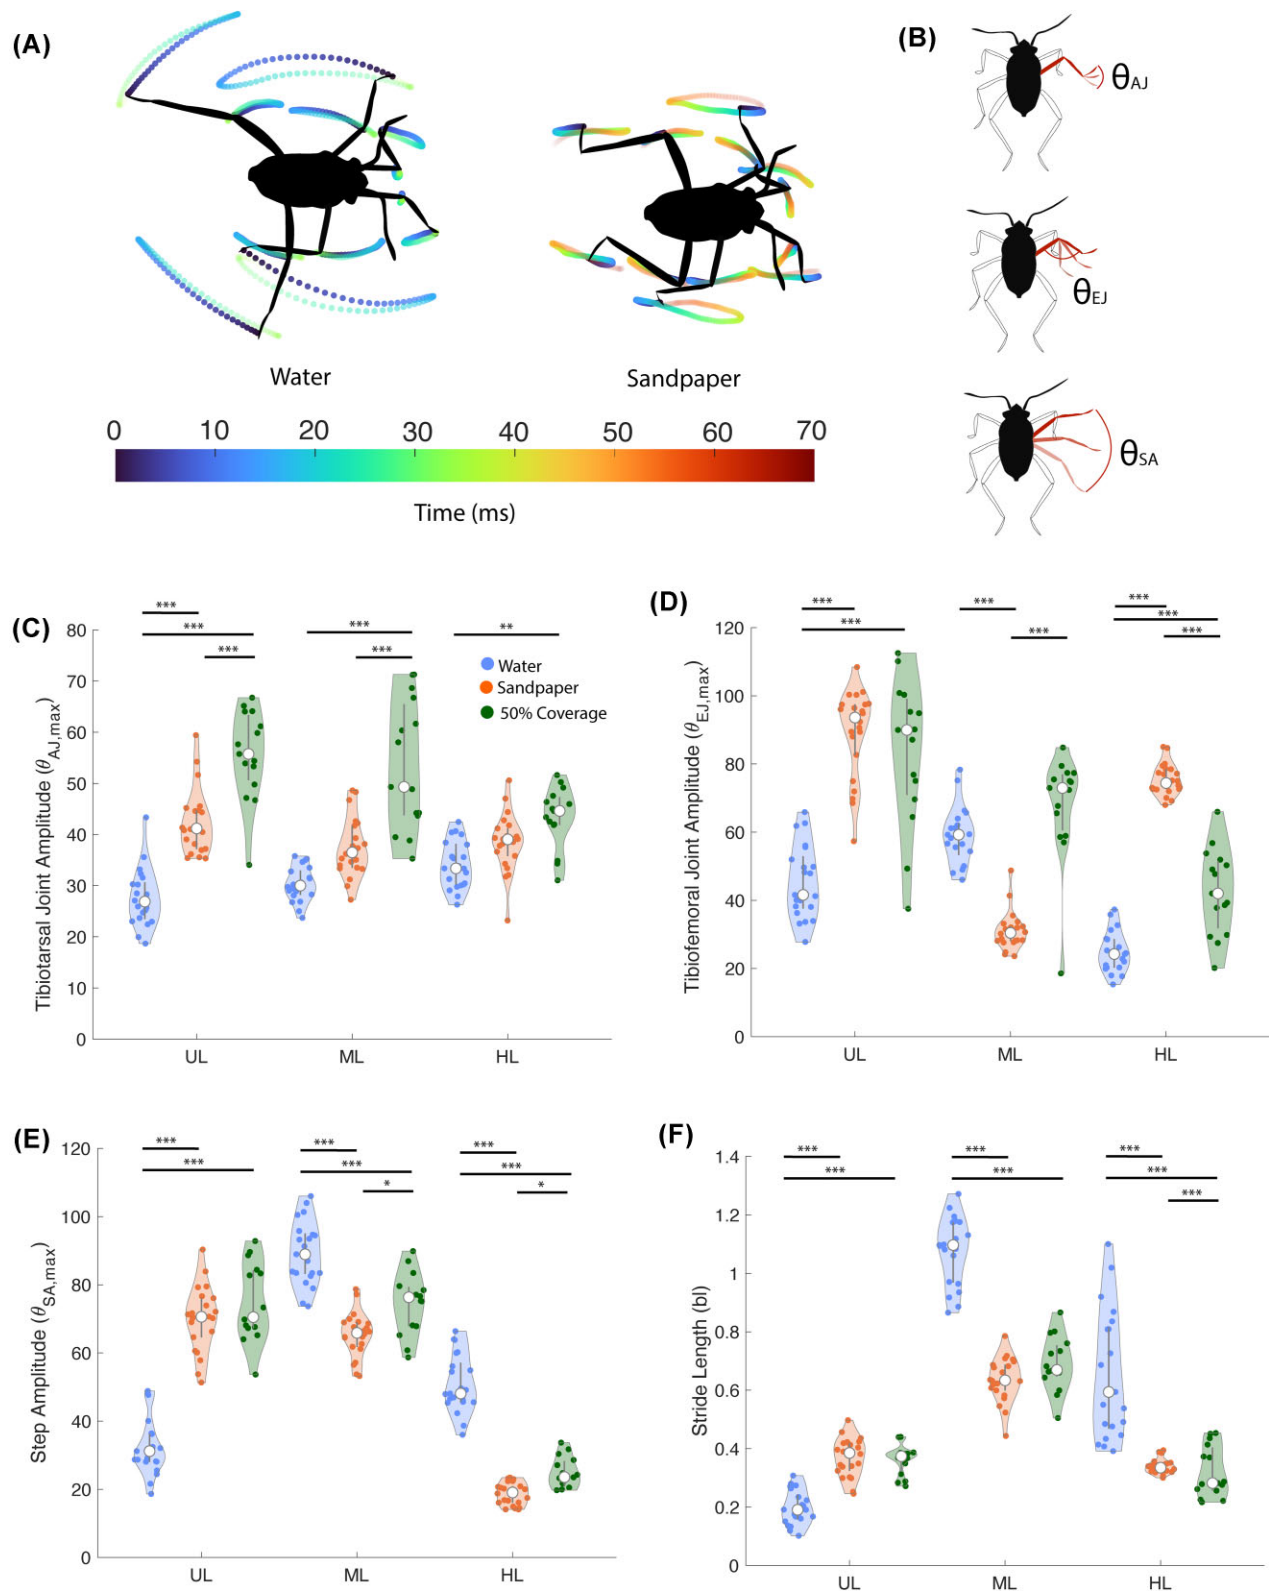 (A)
Water
Sandpaper
0 10 20 30 40 50 60 70
Time (ms)
(B)
θAJ
θEJ
θSA
(C)
*** 
***
***
***
***
**
Water
Sandpaper
50% Coverage
Tibiotarsal Joint Amplitude (θAJ,max)
80
70
60
50
40
30
20
10
0
UL ML HL
(D)
***
***
***
***
***
***
***
Tibiofemoral Joint Amplitude (θEJ,max)
120
100
80
60
40
20
0
UL ML HL
(E)
***
***
***
***
*
***
***
*
Step Amplitude (θSA,max)
120
100
80
60
40
20
0
UL ML HL
(F)
***
***
***
***
***
***
***
Stride Length (bl)
1.4
1.2
1
0.8
0.6
0.4
0.2
0
UL ML HL